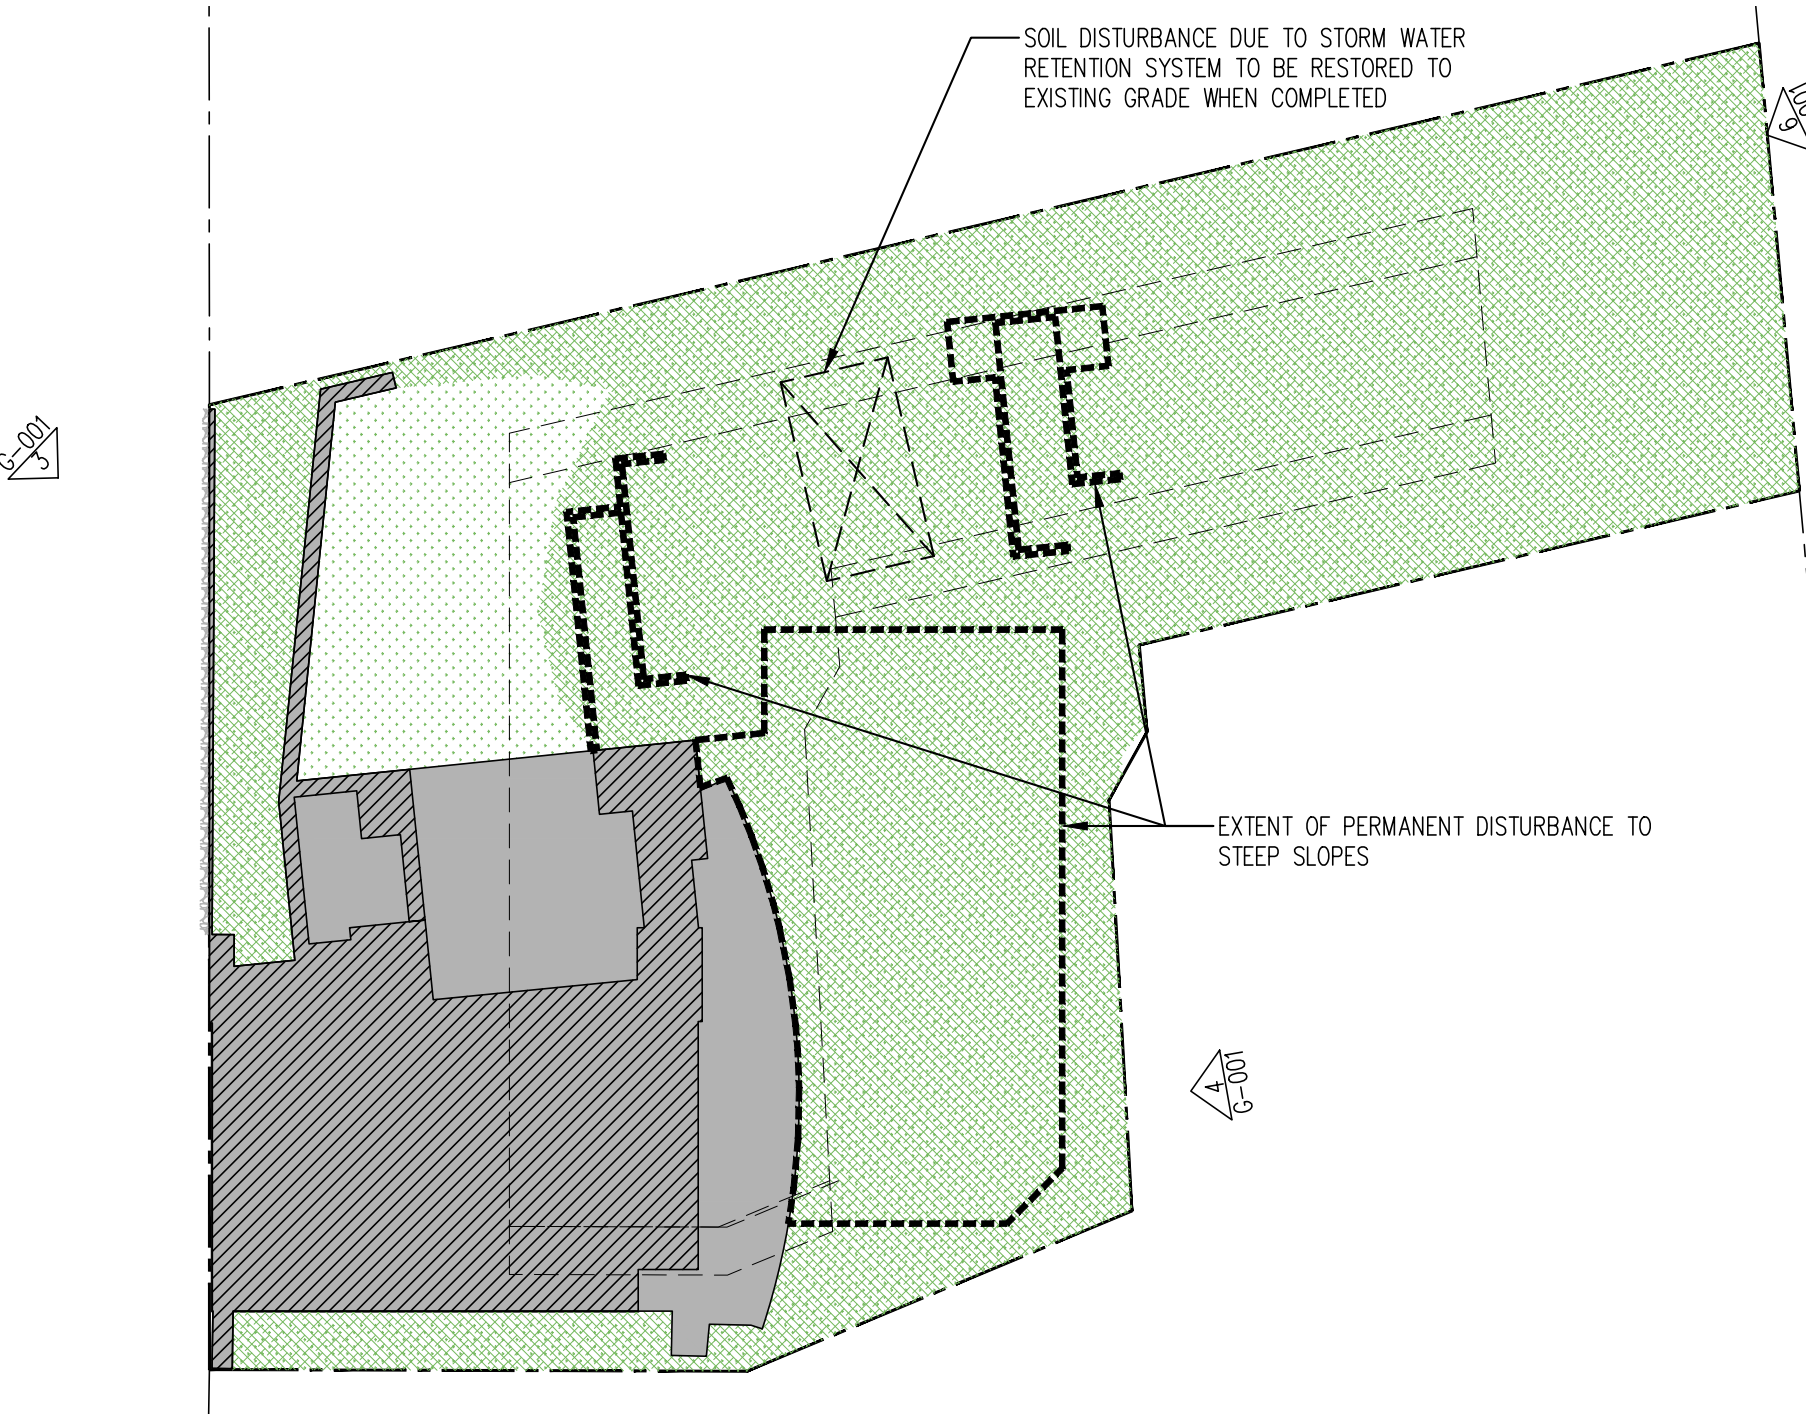 SOIL DISTURBANCE DUE TO STORM WATER
RETENTION SYSTEM TO BE RESTORED TO
EXISTING GRADE WHEN COMPLETED
9
G-001
3
EXTENT OF PERMANENT DISTURBANCE TO
STEEP SLOPES
4
G-001